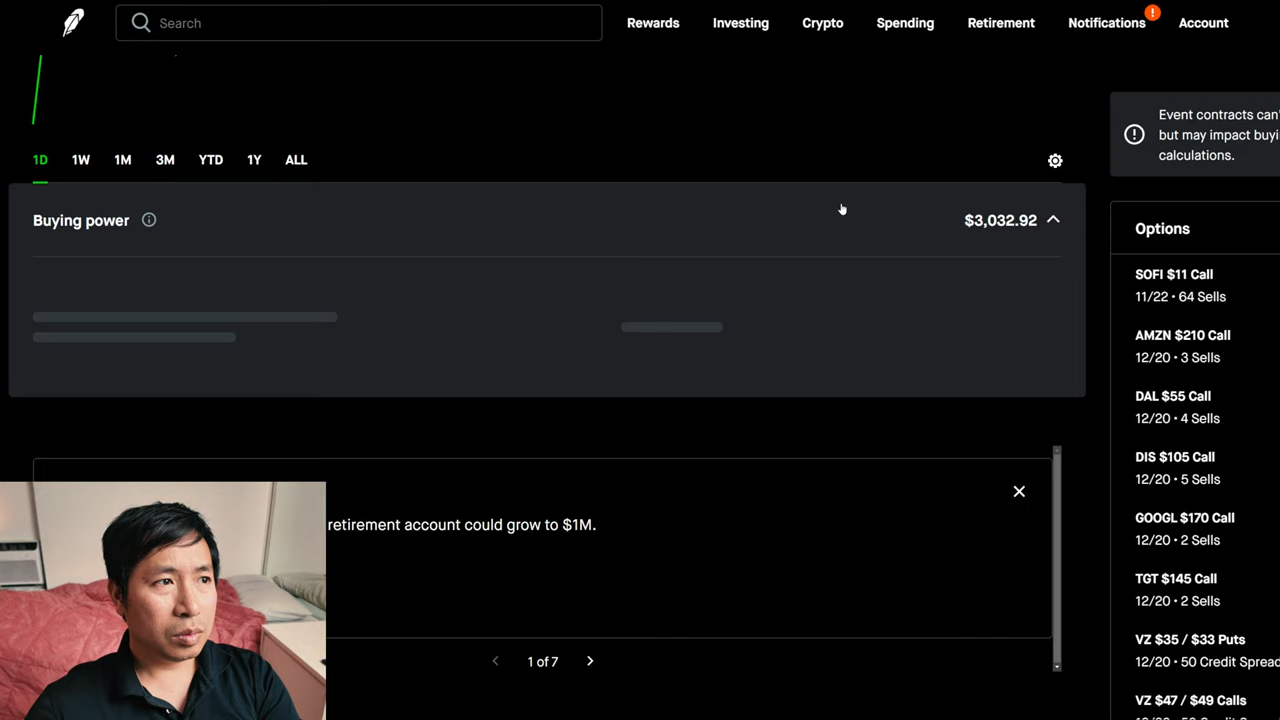 Search
Rewards
Investing
Crypto
Spending
Retirement
Notifications
!
Account
1D
1W
1M
3M
YTD
1Y
ALL
Buying power
$3,032.92
retirement account could grow to $1M.
1 of 7
Event contracts can'
but may impact buyi
calculations.
Options
SOFI $11 Call
11/22 • 64 Sells
AMZN $210 Call
12/20 • 3 Sells
DAL $55 Call
12/20 • 4 Sells
DIS $105 Call
12/20 • 5 Sells
GOOGL $170 Call
12/20 • 2 Sells
TGT $145 Call
12/20 • 2 Sells
VZ $35 / $33 Puts
12/20 • 50 Credit Spread
VZ $47 / $49 Calls